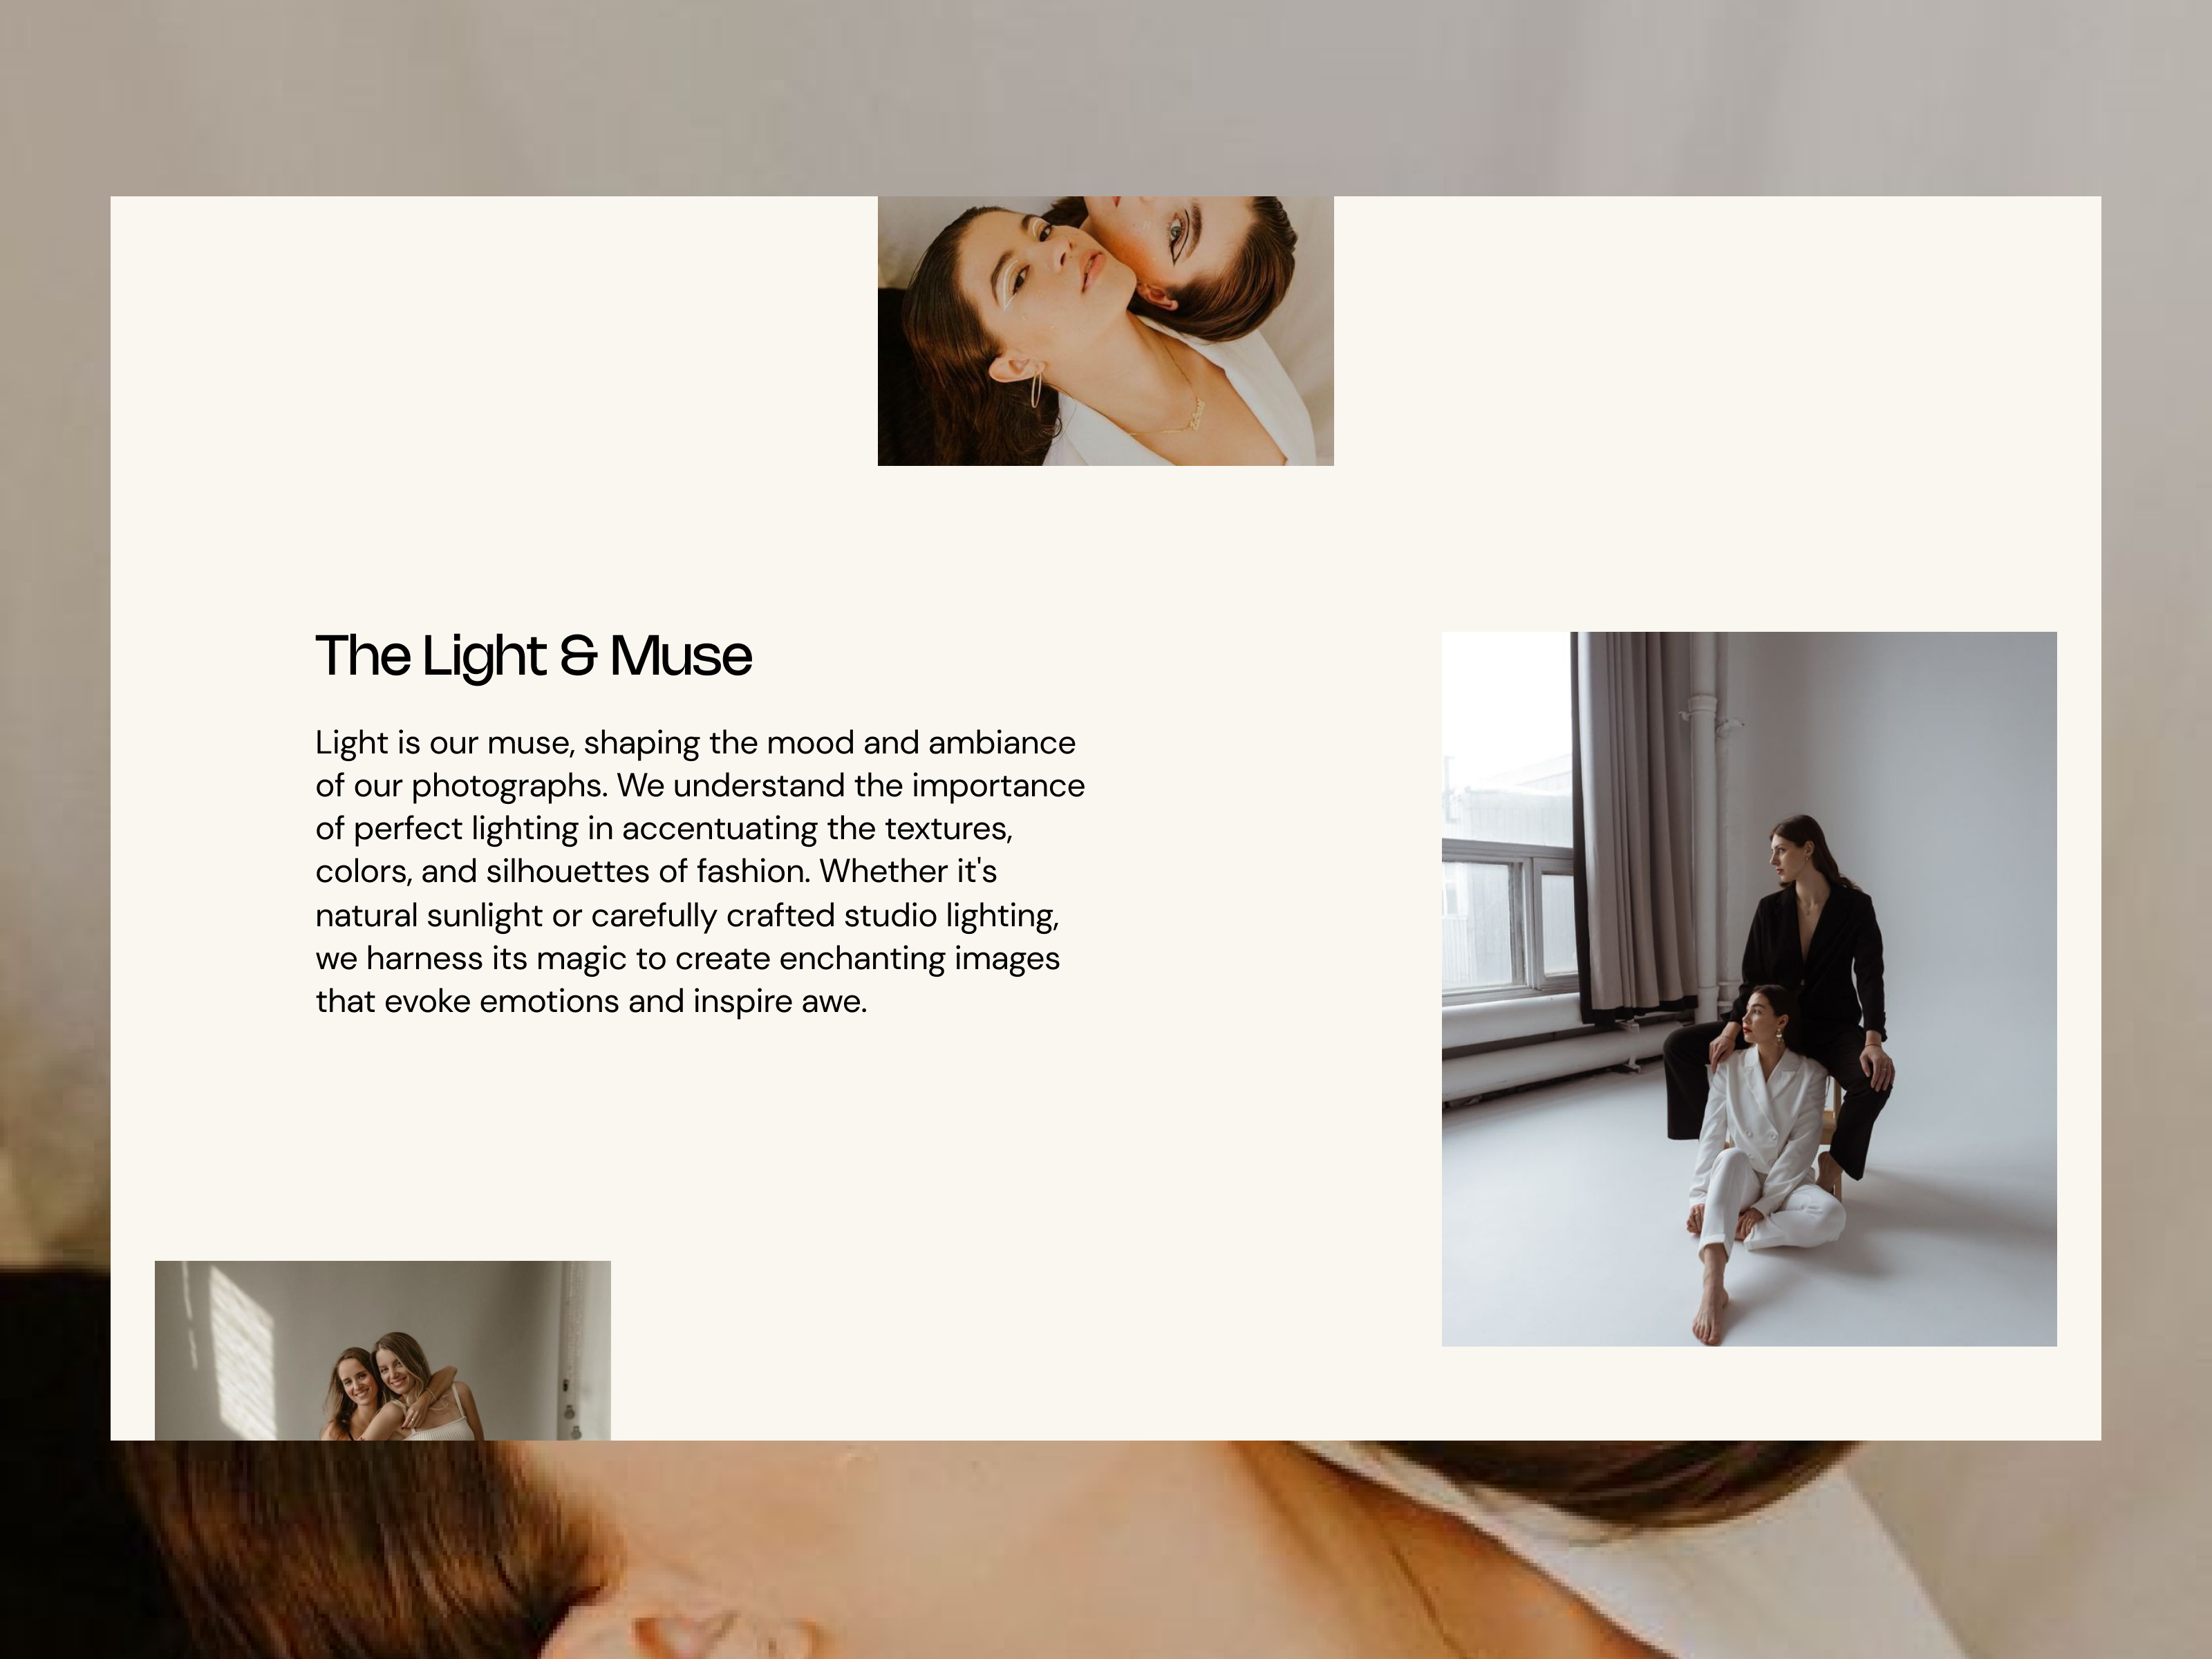 The Light & Muse
Light is our muse, shaping the mood and ambiance
of our photographs. We understand the importance
of perfect lighting in accentuating the textures,
colors, and silhouettes of fashion. Whether it's
natural sunlight or carefully crafted studio lighting,
we harness its magic to create enchanting images
that evoke emotions and inspire awe.